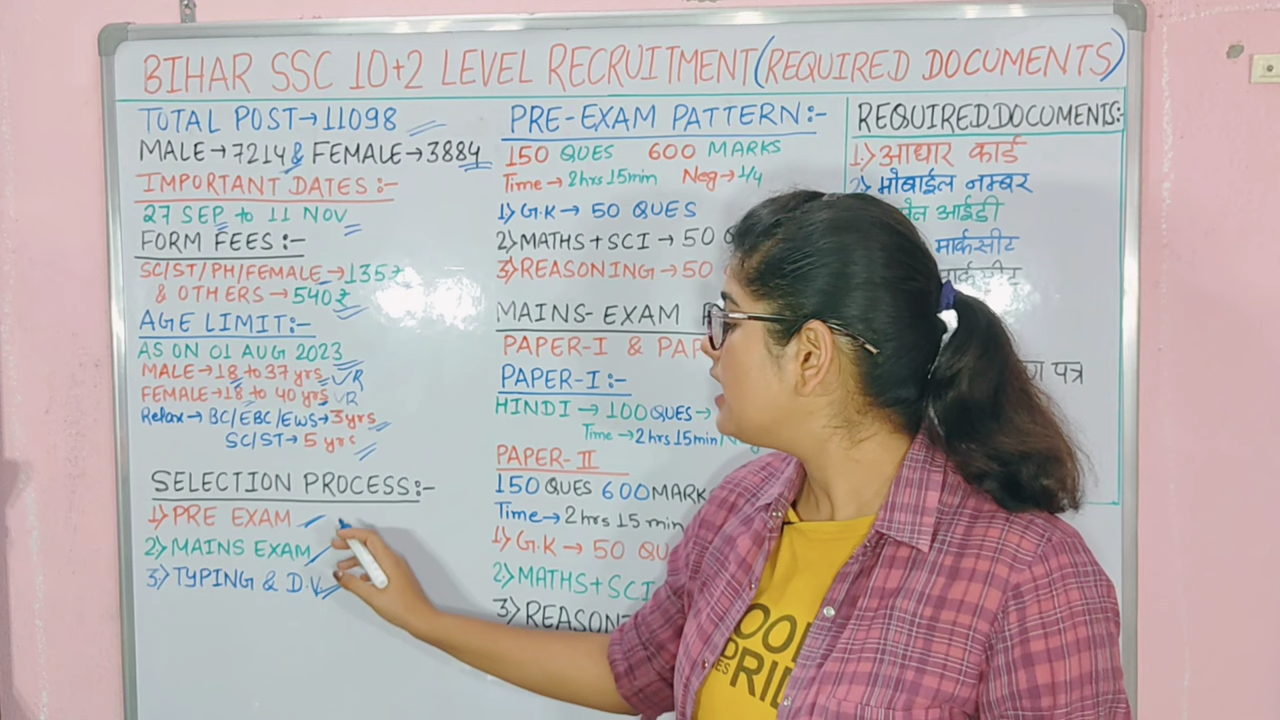 BIHAR SSC 10+2 LEVEL RECRUITMENT (REQUIRED DOCUMENTS)
TOTAL POST→11098
MALE→7214 & FEMALE→3884
IMPORTANT DATES:-
27 SEP to 11 NOV
FORM FEES:-
SC/ST/PH/FEMALE→135₹
& OTHERS→540₹
AGE LIMIT:-
AS ON 01 AUG 2023
MALE→18 to 37 yrs UR
FEMALE→18 to 40 yrs UR
Relax→ BC/EBC/EWS→3yrs
SC/ST→5 yrs
SELECTION PROCESS:-
1) PRE EXAM
2) MAINS EXAM
3) TYPING & D.V
PRE-EXAM PATTERN:-
150 QUES 600 MARKS
Time→2hrs 15min Neg→1/4
1) G.K→ 50 QUES
2) MATHS+SCI→50
3) REASONING→50
MAINS-EXAM
PAPER-I &
PAPER-I:-
HINDI→100 QUES→
Time→2hrs 15min
PAPER-II
150 QUES 600 MARK
Time→2hrs 15 min
1) G.K→ 50 QU
2) MATHS+SCI
3) REASON
REQUIRED DOCUMENTS:-
1) आधार कार्ड
2) मोबाईल नम्बर
आईडी
मार्कसीट
मार्कसीट
पत्र
OO
RID